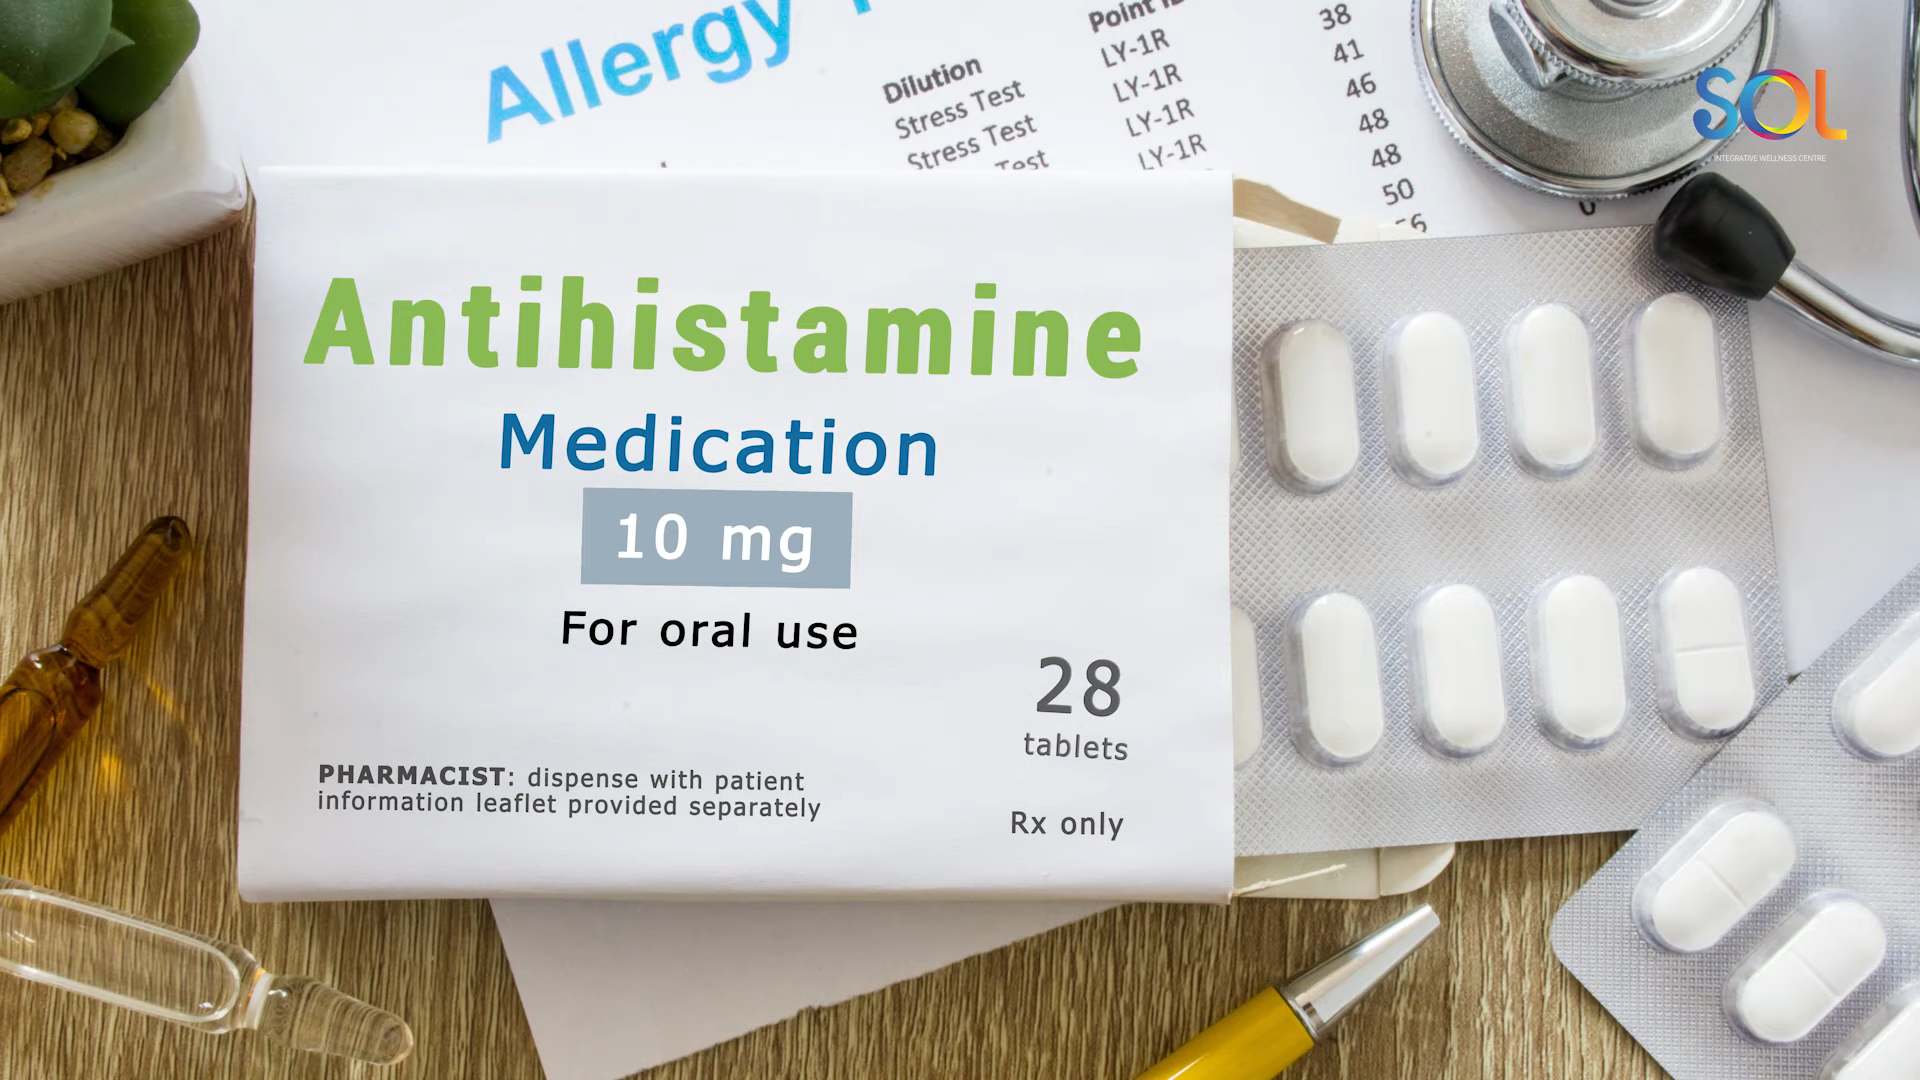 Allergy
Point
Dilution LY-1R 38
Stress Test LY-1R 41
Stress Test LY-1R 46
Test LY-1R 48
48
50
SOL
INTEGRATIVE WELLNESS CENTRE
Antihistamine
Medication
10 mg
For oral use
28
tablets
PHARMACIST: dispense with patient
information leaflet provided separately
Rx only